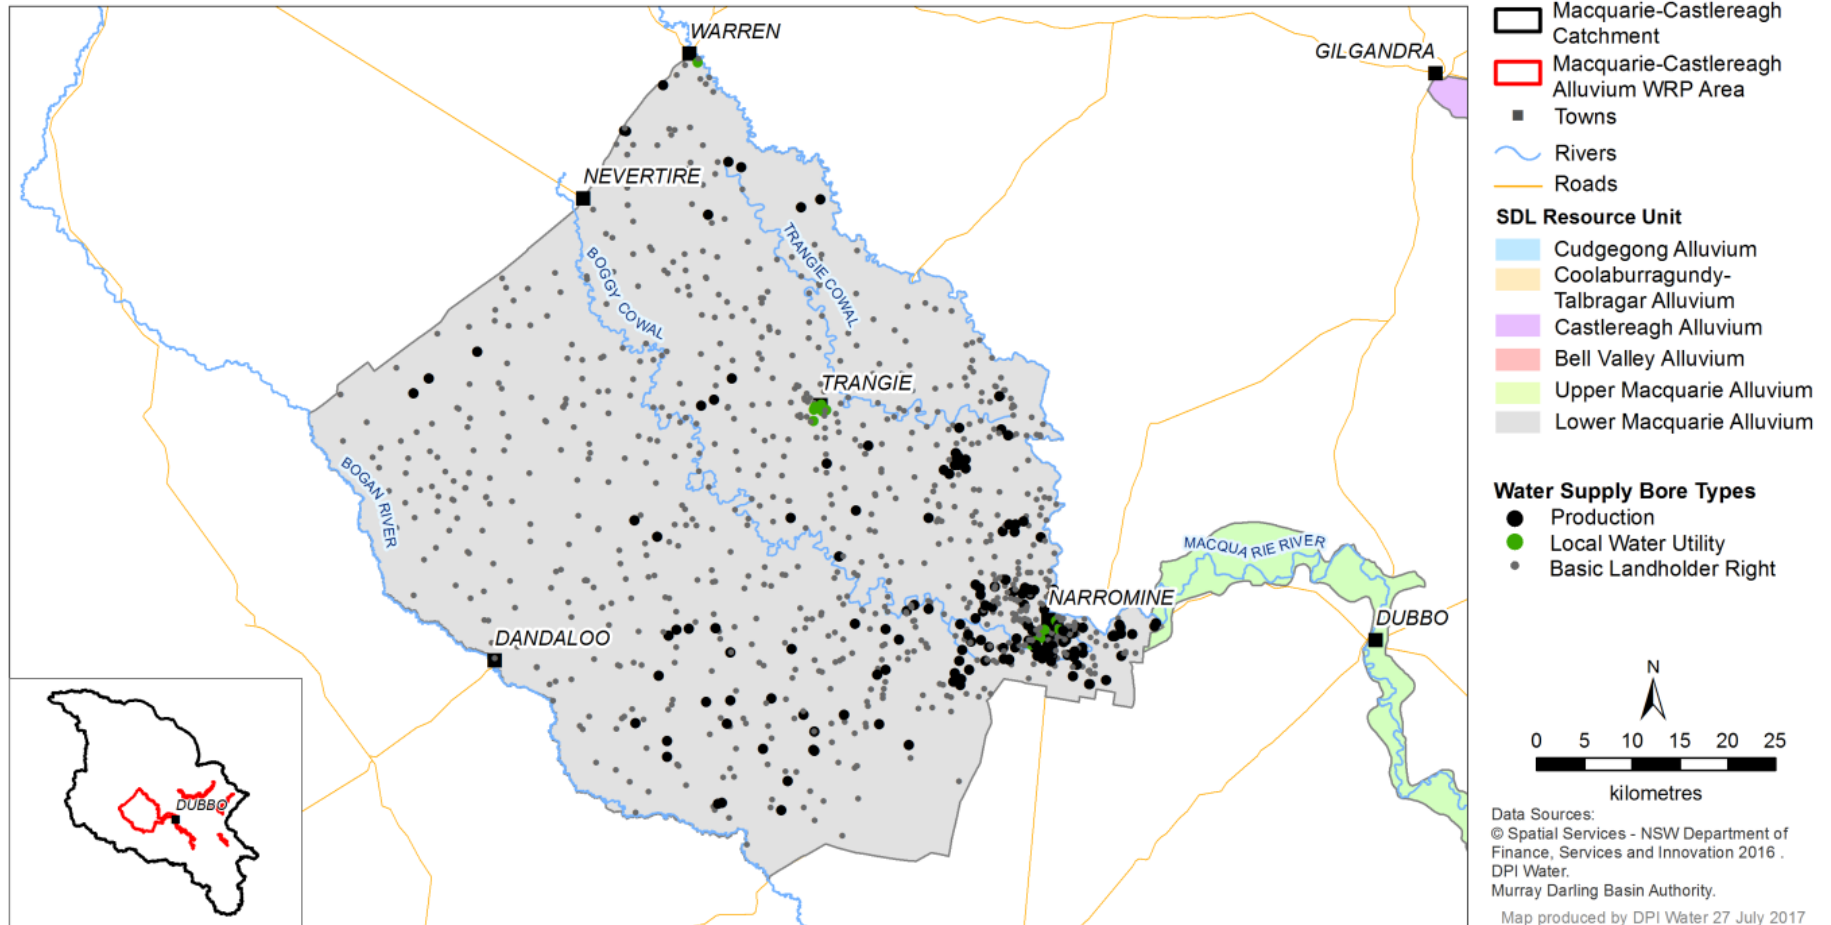 WARREN
GILGANDRA
NEVERTIRE
TRANGIE COWAL
BOGGY COWAL
TRANGIE
BOGAN RIVER
MACQUARIE RIVER
NARROMINE
DUBBO
DANDALOO
DUBBO
Macquarie-Castlereagh
Catchment
Macquarie-Castlereagh
Alluvium WRP Area
Towns
Rivers
Roads
SDL Resource Unit
Cudgegong Alluvium
Coolaburragundy-
Talbragar Alluvium
Castlereagh Alluvium
Bell Valley Alluvium
Upper Macquarie Alluvium
Lower Macquarie Alluvium
Water Supply Bore Types
Production
Local Water Utility
Basic Landholder Right
N
0 5 10 15 20 25
kilometres
Data Sources:
© Spatial Services - NSW Department of
Finance, Services and Innovation 2016 .
DPI Water.
Murray Darling Basin Authority.
Map produced by DPI Water 27 July 2017